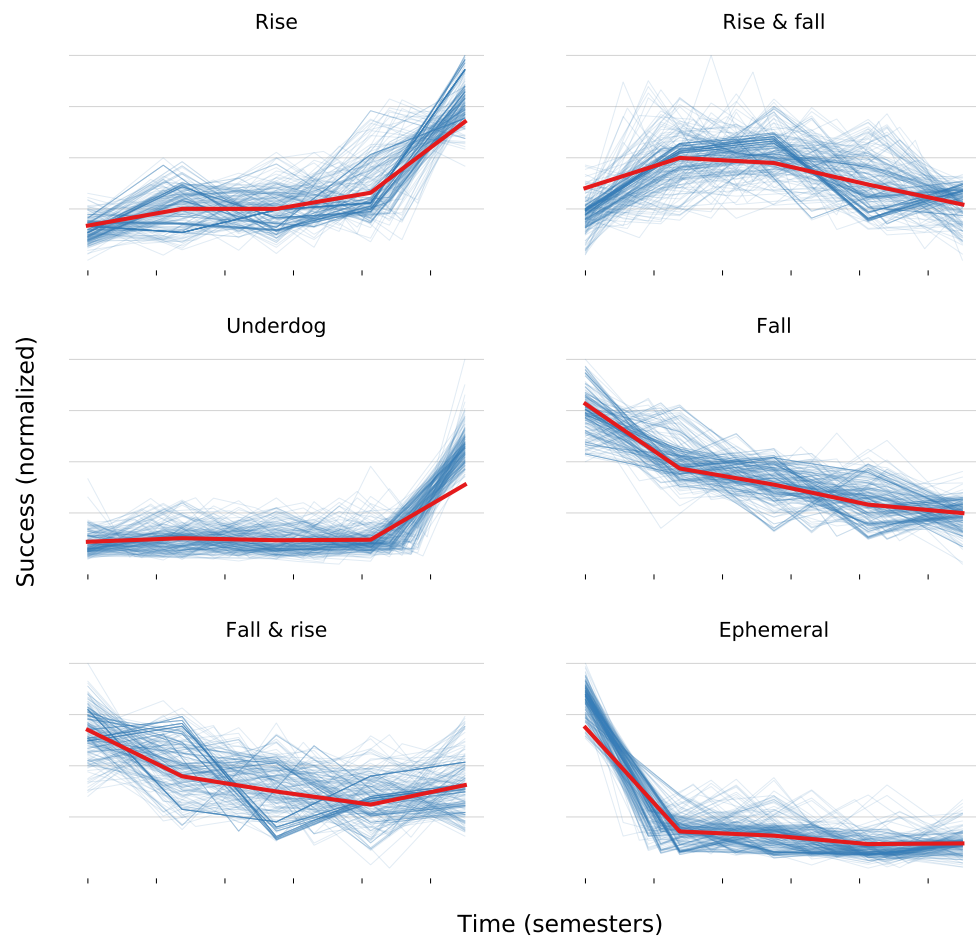 Rise
Rise & fall
Underdog
Fall
Success (normalized)
Fall & rise
Ephemeral
Time (semesters)